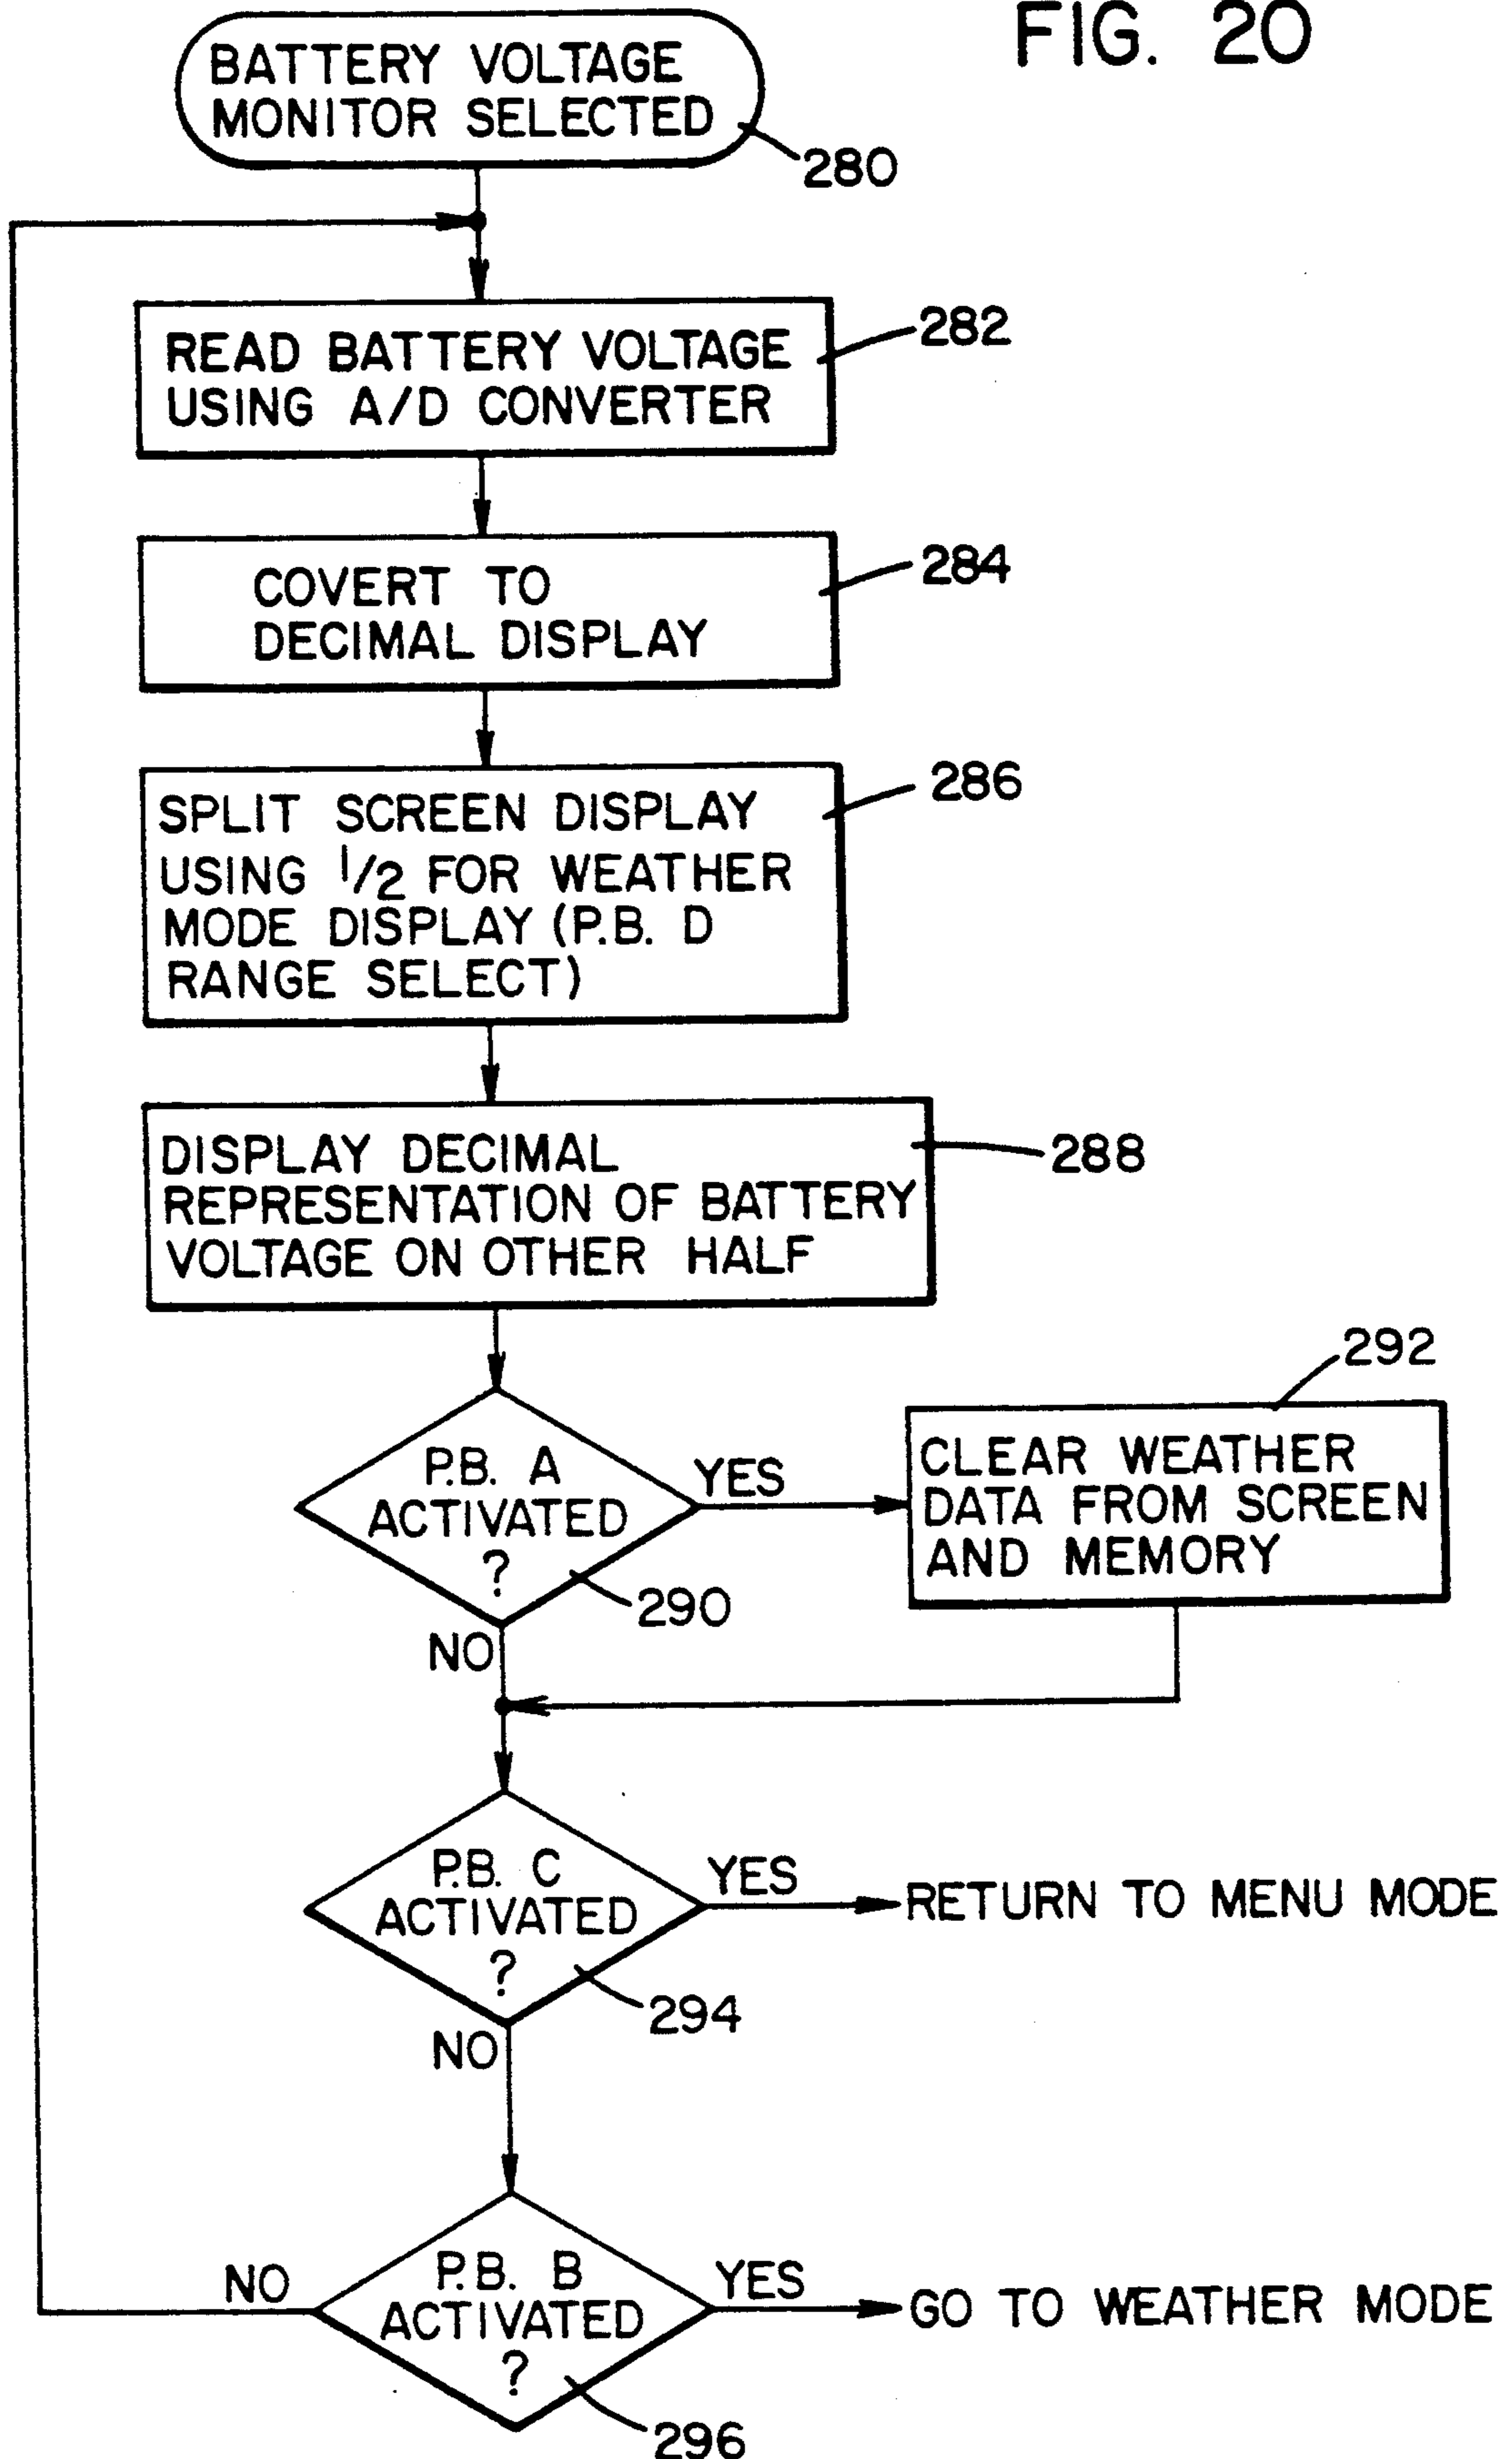 FIG. 20
BATTERY VOLTAGE
MONITOR SELECTED
280
READ BATTERY VOLTAGE
USING A/D CONVERTER
282
COVERT TO
DECIMAL DISPLAY
284
SPLIT SCREEN DISPLAY
USING 1/2 FOR WEATHER
MODE DISPLAY (P.B. D
RANGE SELECT)
286
DISPLAY DECIMAL
REPRESENTATION OF BATTERY
VOLTAGE ON OTHER HALF
288
P.B. A
ACTIVATED
?
290
YES
NO
292
CLEAR WEATHER
DATA FROM SCREEN
AND MEMORY
P.B. C
ACTIVATED
?
294
YES
RETURN TO MENU MODE
NO
P.B. B
ACTIVATED
?
296
NO
YES
GO TO WEATHER MODE